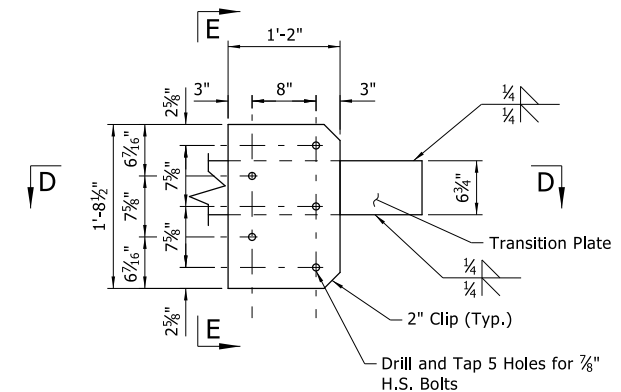 E
1'-2"
3"
8"
3"
2⅝"
6⁷⁄₁₆"
7⅝"
6⁷⁄₁₆"
1'-8½"
7⅝"
7⅝"
2⅝"
D
D
¼
¼
6¾"
Transition Plate
¼
¼
2" Clip (Typ.)
E
Drill and Tap 5 Holes for ⅞"
H.S. Bolts